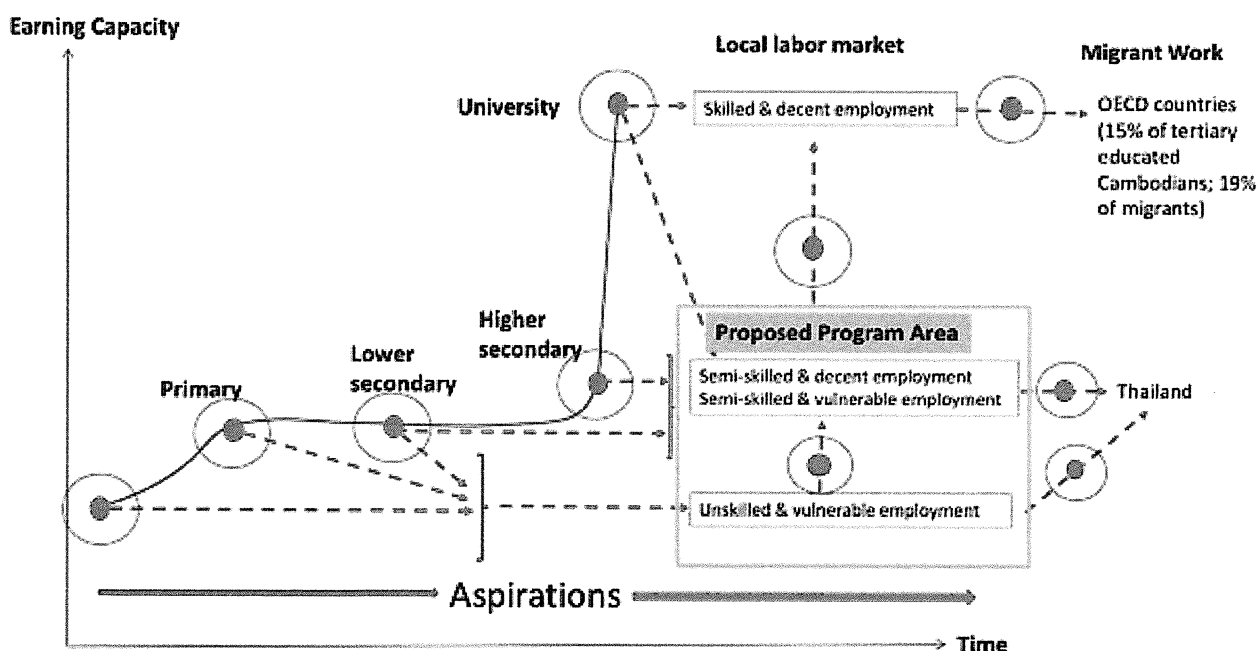 Earning Capacity
Local labor market
Migrant Work
University
Skilled & decent employment
OECD countries
(15% of tertiary
educated
Cambodians; 19%
of migrants)
Higher
secondary
Proposed Program Area
Lower
secondary
Primary
Semi-skilled & decent employment
Semi-skilled & vulnerable employment
Thailand
Unskilled & vulnerable employment
Aspirations
Time